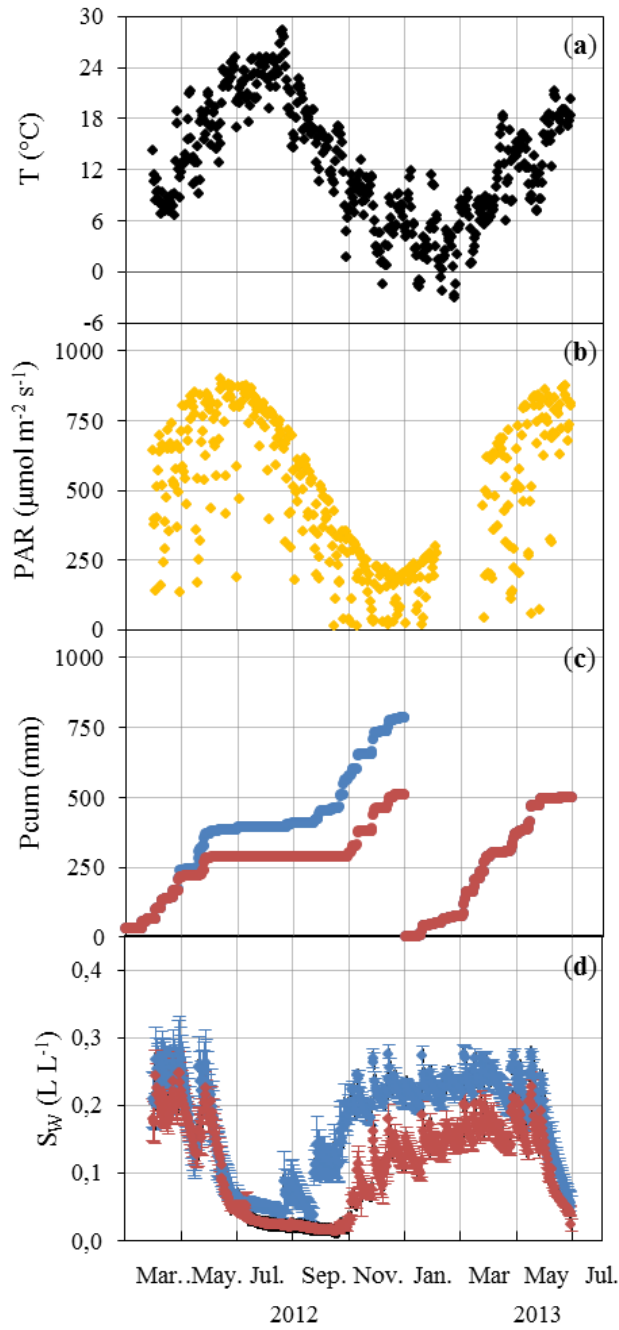 30
24
18
12
6
0
-6
T (°C)
(a)
1000
750
500
250
0
PAR (µmol m-2 s-1)
(b)
1000
750
500
250
0
Pcum (mm)
(c)
0,4
0,3
0,2
0,1
0,0
SW (L L-1)
(d)
Mar.. May. Jul. Sep. Nov. Jan. Mar May Jul.
2012 2013